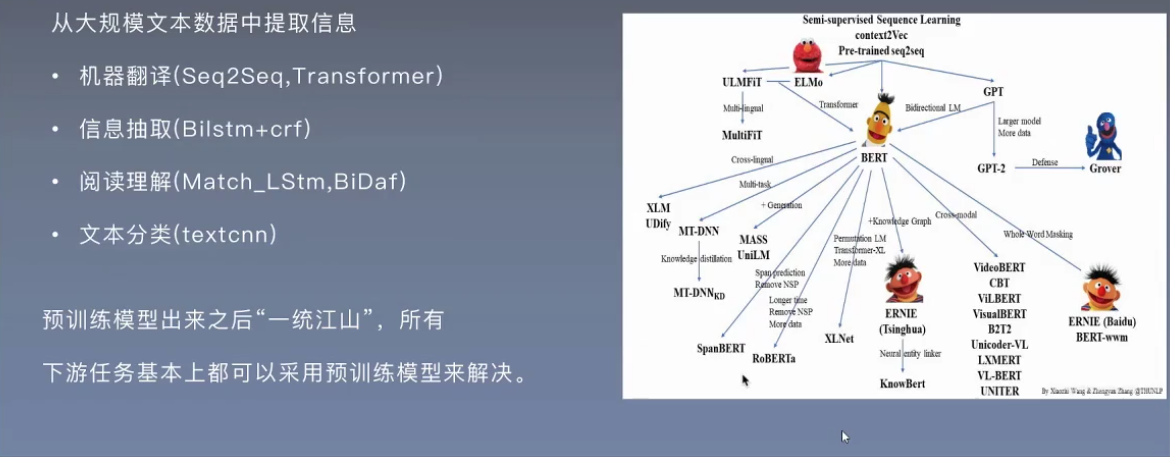 从大规模文本数据中提取信息
• 机器翻译(Seq2Seq,Transformer)
• 信息抽取(Bilstm+crf)
• 阅读理解(Match_LStm,BiDaf)
• 文本分类(textcnn)
预训练模型出来之后“一统江山”，所有
下游任务基本上都可以采用预训练模型来解决。
Semi-supervised Sequence Learning
context2Vec
Pre-trained seq2seq
ULMFiT
ELMo
GPT
Multi-lingual
Transformer
Bidirectional LM
Larger model
More data
MultiFiT
BERT
GPT-2
Defense
Grover
Cross-lingual
Multi-task
+ Generation
+Knowledge Graph
Cross-modal
Whole Word Masking
XLM
UDify
MT-DNN
MASS
UniLM
Knowledge distillation
MT-DNN KD
Permutation LM
Transformer-XL
More data
Span prediction
Remove NSP
Longer time
Remove NSP
More data
SpanBERT
RoBERTa
XLNet
ERNIE
(Tsinghua)
Neural entity linker
KnowBert
VideoBERT
CBT
ViLBERT
VisualBERT
B2T2
Unicoder-VL
LXMERT
VL-BERT
UNITER
ERNIE (Baidu)
BERT-wwm
By Xiaozhi Wang & Zhengyan Zhang @THUNLP